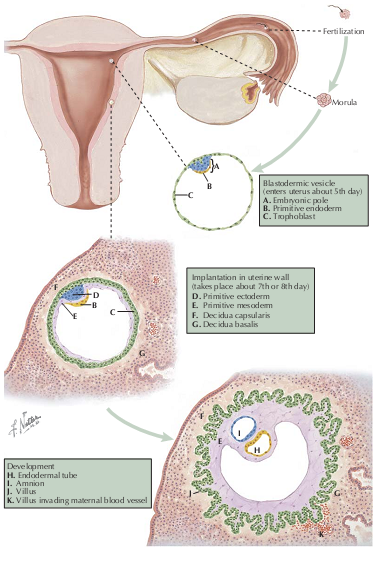 Fertilization
Morula
A
B
C
Blastodermic vesicle
(enters uterus about 5th day)
A. Embryonic pole
B. Primitive endoderm
C. Trophoblast
F
D
B
C
E
G
Implantation in uterine wall
(takes place about 7th or 8th day)
D. Primitive ectoderm
E. Primitive mesoderm
F. Decidua capsularis
G. Decidua basalis
F
I
E
H
J
G
K
Development
H. Endodermal tube
I. Amnion
J. Villus
K. Villus invading maternal blood vessel